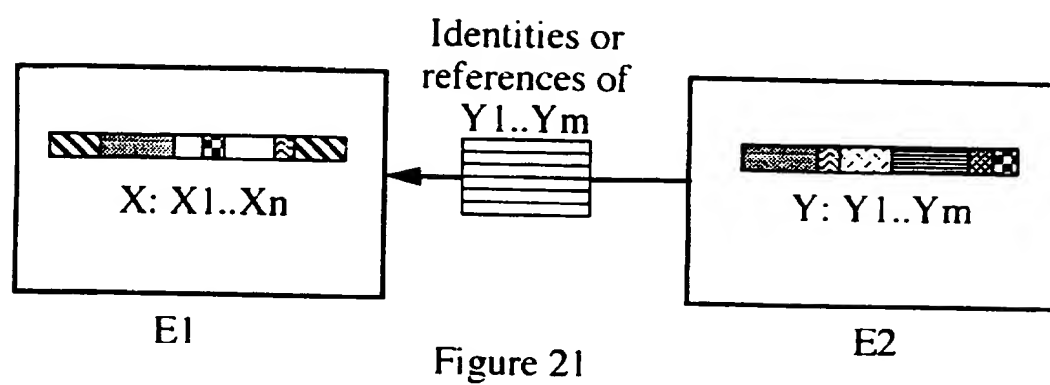 Identities or
references of
Y1..Ym
X: X1..Xn
Y: Y1..Ym
E1
E2
Figure 21